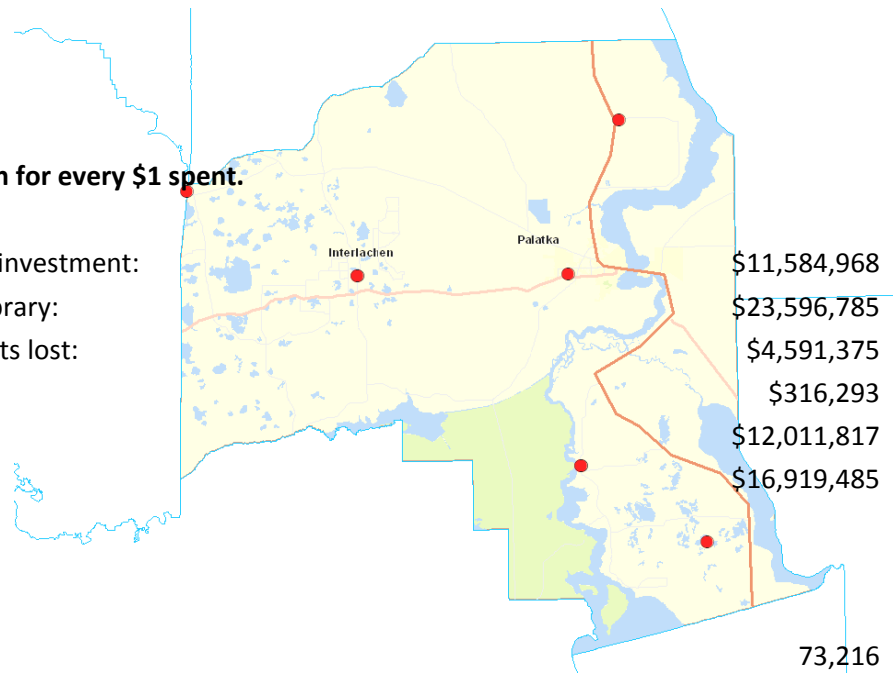 n for every $1 spent.
Interlachen
Palatka
investment: $11,584,968
brary: $23,596,785
ts lost: $4,591,375
$316,293
$12,011,817
$16,919,485
73,216